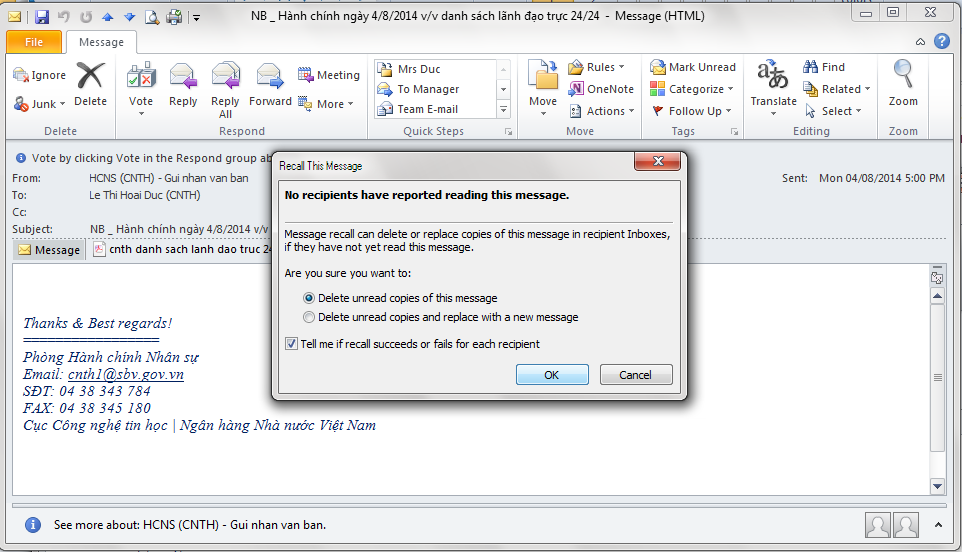 NB _ Hành chính ngày 4/8/2014 v/v danh sách lãnh đạo trực 24/24 - Message (HTML)
File Message
Ignore
Junk
Delete
Vote
Reply
Reply All
Forward
Meeting
More
Mrs Duc
To Manager
Team E-mail
Move
Rules
OneNote
Actions
Mark Unread
Categorize
Follow Up
Translate
Find
Related
Select
Zoom
Delete Respond Quick Steps Move Tags Editing Zoom
Vote by clicking Vote in the Respond group
From: HCNS (CNTH) - Gui nhan van ban
Sent: Mon 04/08/2014 5:00 PM
To: Le Thi Hoai Duc (CNTH)
Cc:
Subject: NB _ Hành chính ngày 4/8/2014 v/v
Message cnth danh sach lanh dao truc
Recall This Message
No recipients have reported reading this message.
Message recall can delete or replace copies of this message in recipient Inboxes,
if they have not yet read this message.
Are you sure you want to:
Delete unread copies of this message
Delete unread copies and replace with a new message
Tell me if recall succeeds or fails for each recipient
OK Cancel
Thanks & Best regards!
=================
Phòng Hành chính Nhân sự
Email: cnth1@sbv.gov.vn
SĐT: 04 38 343 784
FAX: 04 38 345 180
Cục Công nghệ tin học | Ngân hàng Nhà nước Việt Nam
See more about: HCNS (CNTH) - Gui nhan van ban.